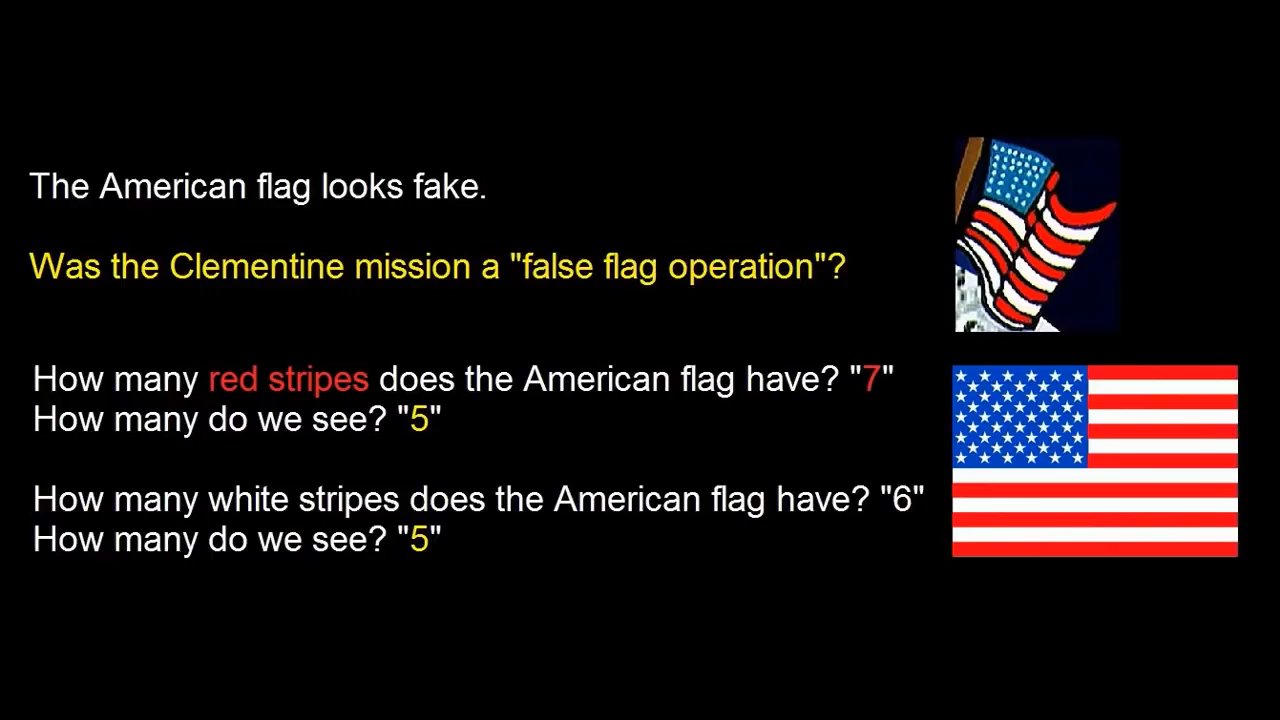 The American flag looks fake.
Was the Clementine mission a "false flag operation"?
How many red stripes does the American flag have? "7"
How many do we see? "5"
How many white stripes does the American flag have? "6"
How many do we see? "5"